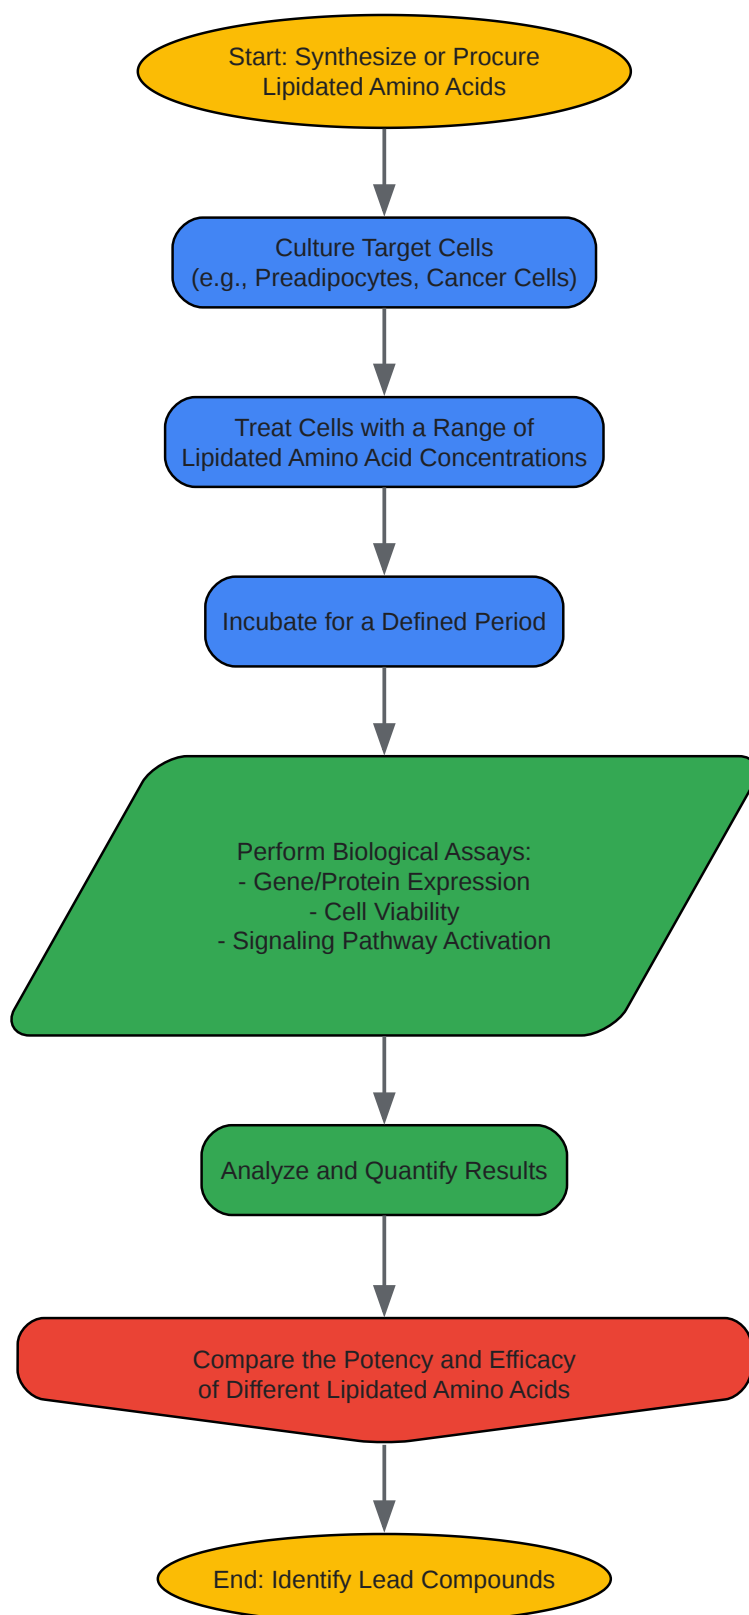 Start: Synthesize or Procure
Lipidated Amino Acids
Culture Target Cells
(e.g., Preadipocytes, Cancer Cells)
Treat Cells with a Range of
Lipidated Amino Acid Concentrations
Incubate for a Defined Period
Perform Biological Assays:
- Gene/Protein Expression
- Cell Viability
- Signaling Pathway Activation
Analyze and Quantify Results
Compare the Potency and Efficacy
of Different Lipidated Amino Acids
End: Identify Lead Compounds